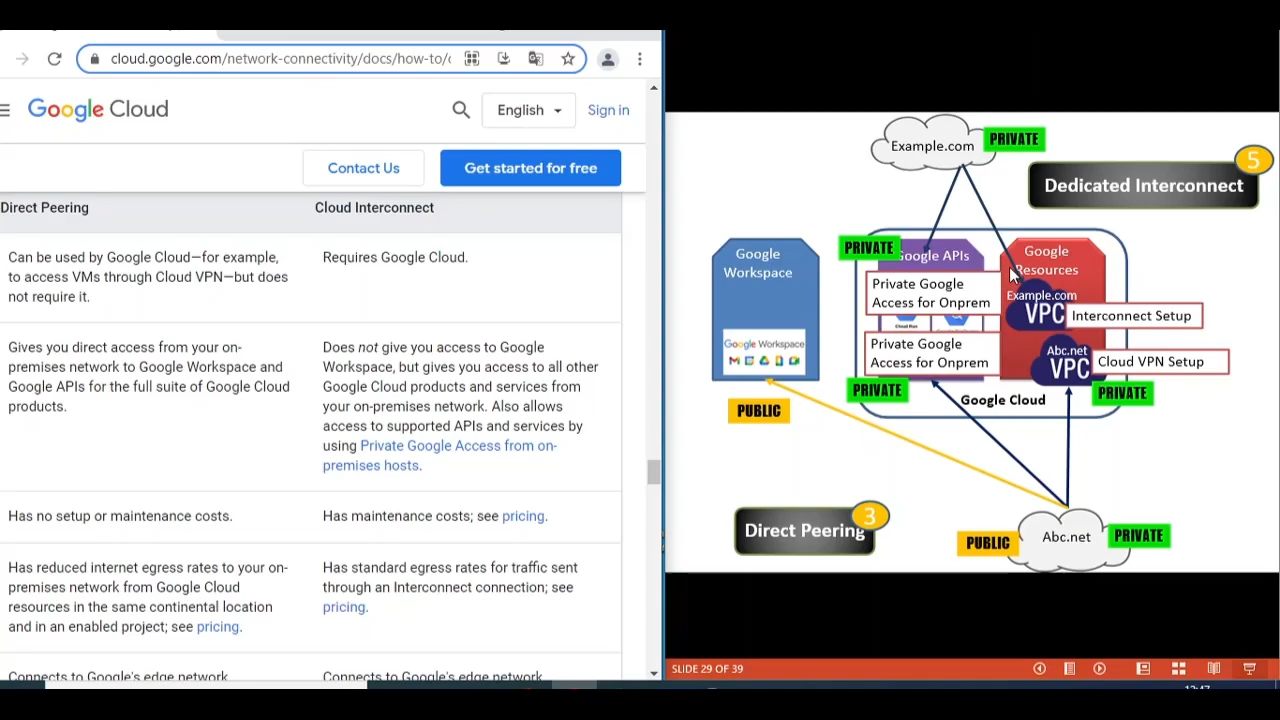 cloud.google.com/network-connectivity/docs/how-to/
Google Cloud
English
Sign in
Contact Us
Get started for free
Direct Peering
Cloud Interconnect
Can be used by Google Cloud—for example,
to access VMs through Cloud VPN—but does
not require it.
Requires Google Cloud.
Gives you direct access from your on-
premises network to Google Workspace and
Google APIs for the full suite of Google Cloud
products.
Does not give you access to Google
Workspace, but gives you access to all other
Google Cloud products and services from
your on-premises network. Also allows
access to supported APIs and services by
using Private Google Access from on-
premises hosts.
Has no setup or maintenance costs.
Has maintenance costs; see pricing.
Has reduced internet egress rates to your on-
premises network from Google Cloud
resources in the same continental location
and in an enabled project; see pricing.
Has standard egress rates for traffic sent
through an Interconnect connection; see
pricing.
Connects to Google's edge network.
Connects to Google's edge network.
Example.com
PRIVATE
5
Dedicated Interconnect
PRIVATE
Google
Workspace
Google Workspace
Google APIs
Google
Resources
Private Google
Access for Onprem
Cloud Run
Private Google
Access for Onprem
Example.com
VPC
Interconnect Setup
Abc.net
VPC
Cloud VPN Setup
PRIVATE
PRIVATE
Google Cloud
PUBLIC
3
Direct Peering
PUBLIC
Abc.net
PRIVATE
SLIDE 29 OF 39